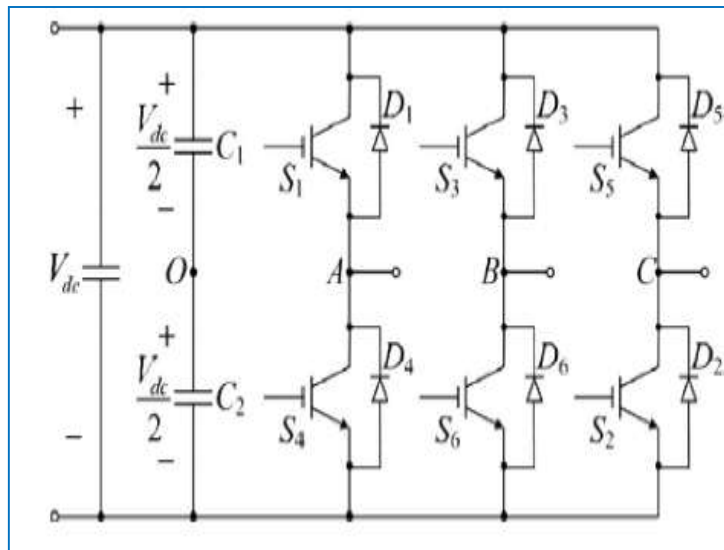 +
+
D₁
D₃
D₅
V_dc/2
C₁
S₁
S₃
S₅
−
V_dc
O
A
B
C
+
D₄
D₆
D₂
V_dc/2
C₂
S₄
S₆
S₂
−
−